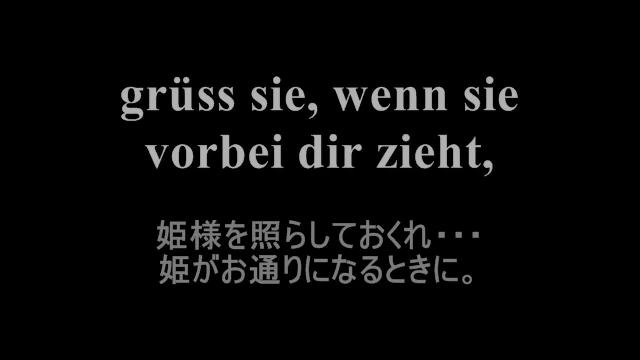 grüss sie, wenn sie
vorbei dir zieht,
姫様を照らしておくれ・・・
姫がお通りになるときに。